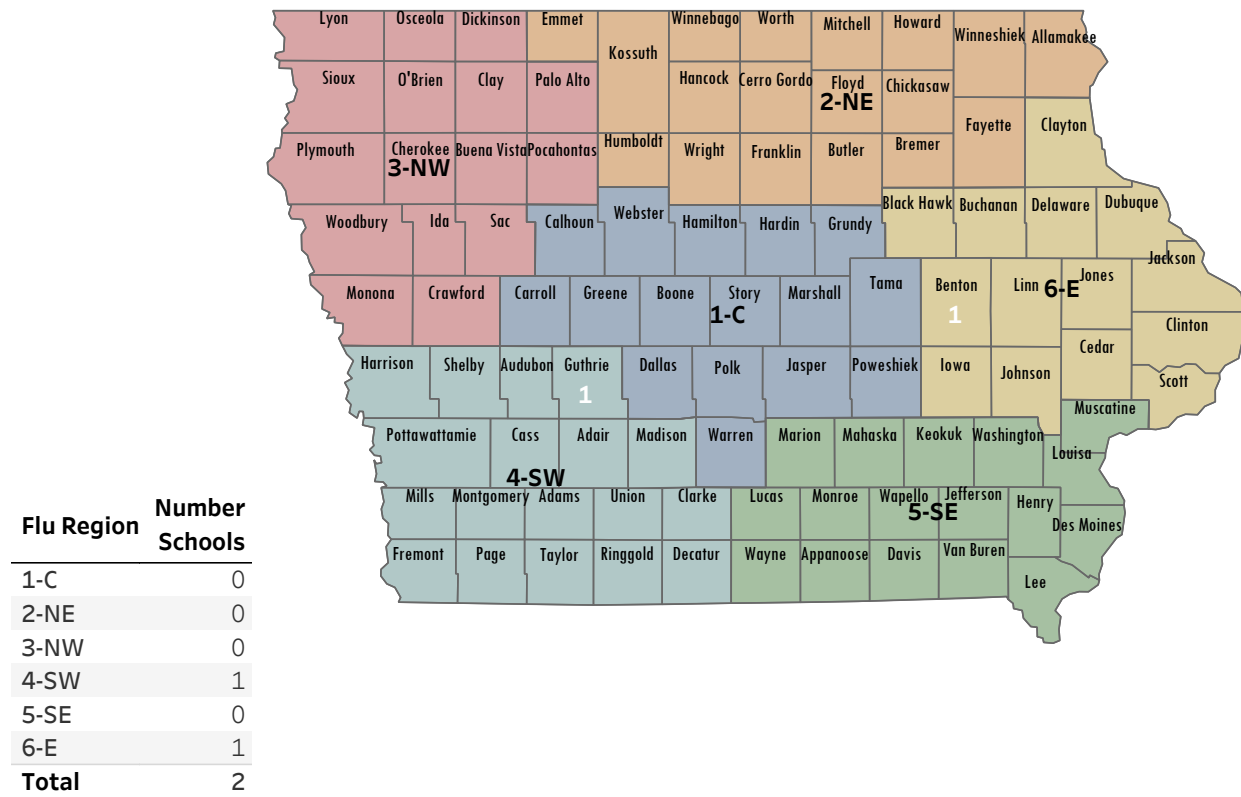 Lyon Osceola Dickinson Emmet Winnebago Worth Mitchell Howard Winneshiek Allamakee
Kossuth
Sioux O'Brien Clay Palo Alto Hancock Cerro Gordo Floyd Chickasaw
2-NE
Fayette Clayton
Plymouth Cherokee Buena Vista Pocahontas Humboldt Wright Franklin Butler Bremer
3-NW
Woodbury Ida Sac Calhoun Webster Hamilton Hardin Grundy Black Hawk Buchanan Delaware Dubuque
Jackson
Monona Crawford Carroll Greene Boone Story Marshall Tama Benton Linn Jones
6-E
1-C
1
Clinton
Harrison Shelby Audubon Guthrie Dallas Polk Jasper Poweshiek Iowa Johnson Cedar Scott
1
Muscatine
Pottawattamie Cass Adair Madison Warren Marion Mahaska Keokuk Washington
Louisa
4-SW
Mills Montgomery Adams Union Clarke Lucas Monroe Wapello Jefferson Henry
5-SE
Des Moines
Fremont Page Taylor Ringgold Decatur Wayne Appanoose Davis Van Buren
Lee
Flu Region Number Schools
1-C 0
2-NE 0
3-NW 0
4-SW 1
5-SE 0
6-E 1
Total 2